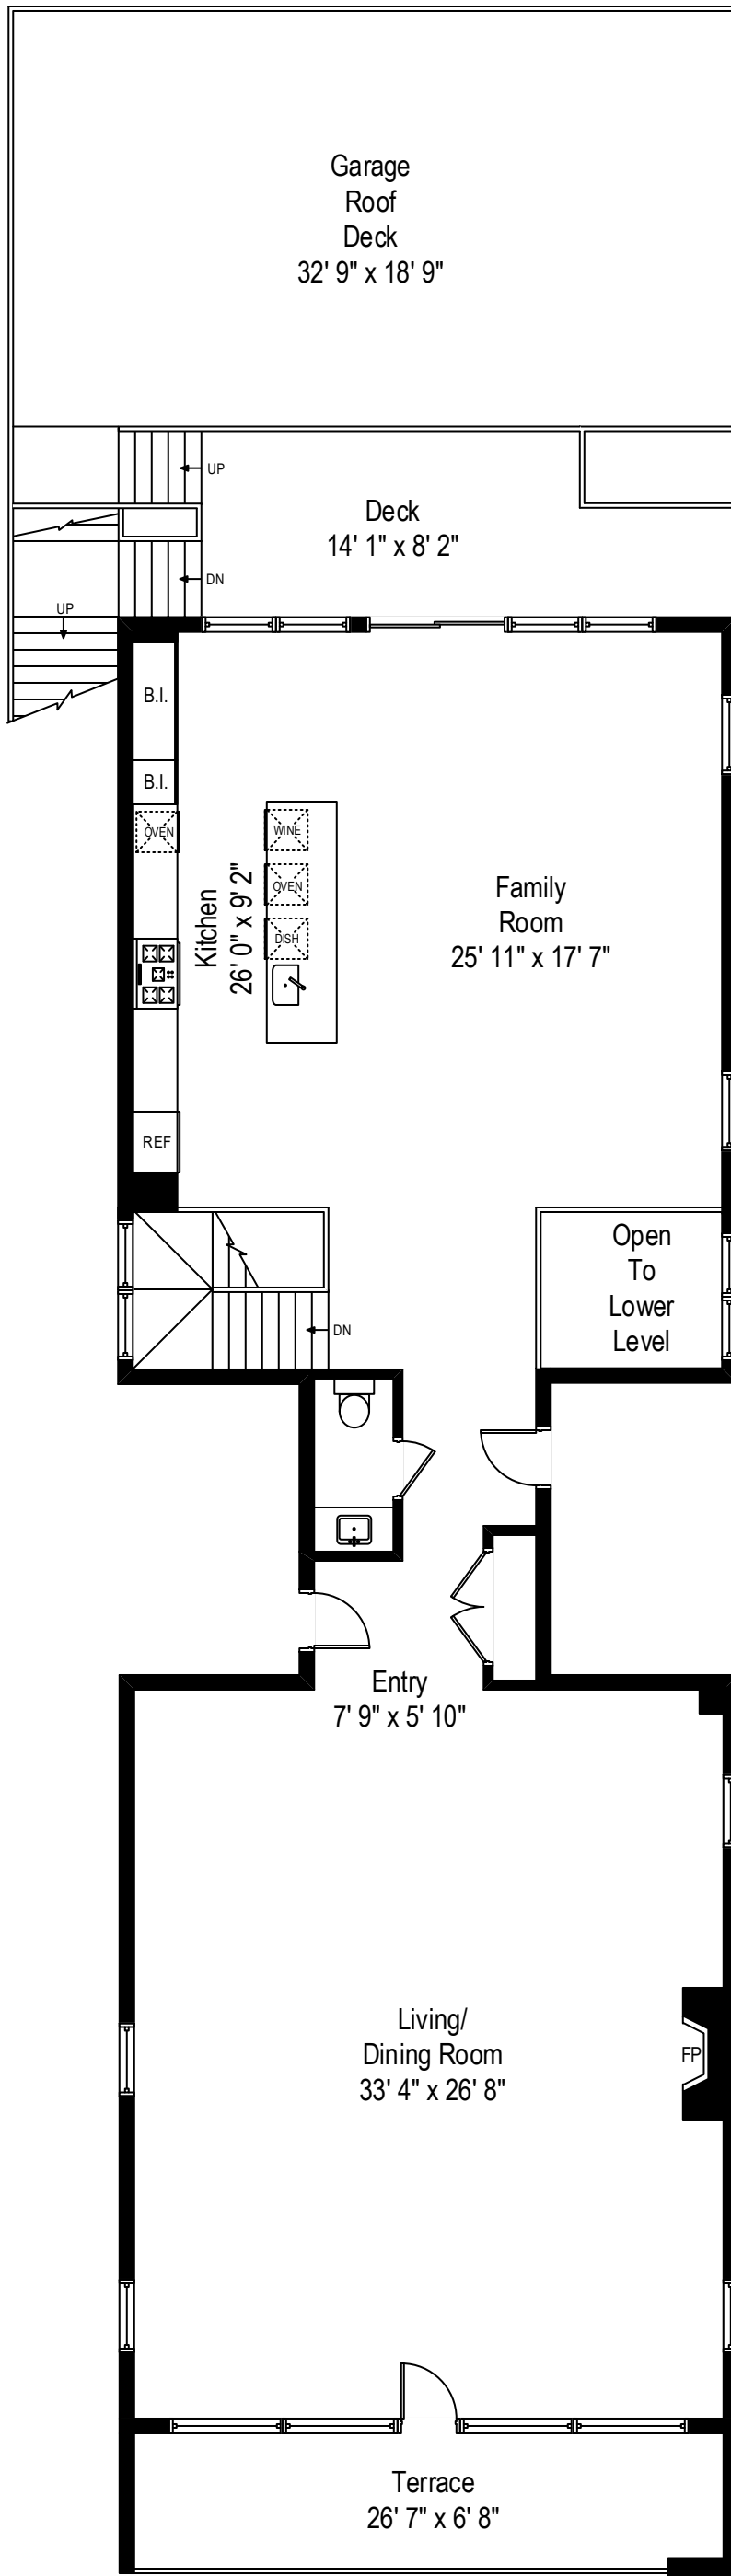 Garage
Roof
Deck
32' 9" x 18' 9"
UP
Deck
14' 1" x 8' 2"
DN
UP
B.I.
B.I.
OVEN
WINE
OVEN
DISH
Kitchen
26' 0" x 9' 2"
Family
Room
25' 11" x 17' 7"
REF
Open
To
Lower
Level
DN
Entry
7' 9" x 5' 10"
Living/
Dining Room
33' 4" x 26' 8"
FP
Terrace
26' 7" x 6' 8"